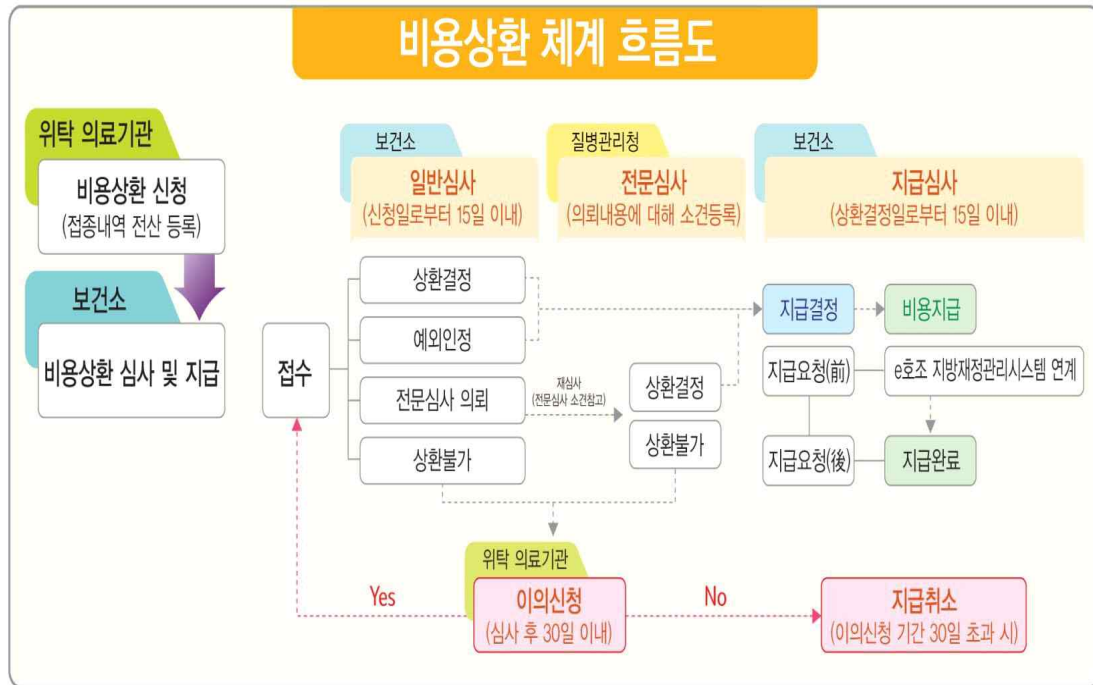 비용상환 체계 흐름도
위탁 의료기관
비용상환 신청
(접종내역 전산 등록)
보건소
비용상환 심사 및 지급
보건소
일반심사
(신청일로부터 15일 이내)
질병관리청
전문심사
(의뢰내용에 대해 소견등록)
보건소
지급심사
(상환결정일로부터 15일 이내)
접수
상환결정
예외인정
전문심사 의뢰
상환불가
재심사
(전문심사 소견참고)
상환결정
상환불가
지급결정
비용지급
지급요청(前)
e호조 지방재정관리시스템 연계
지급요청(後)
지급완료
위탁 의료기관
Yes
이의신청
(심사 후 30일 이내)
No
지급취소
(이의신청 기간 30일 초과 시)